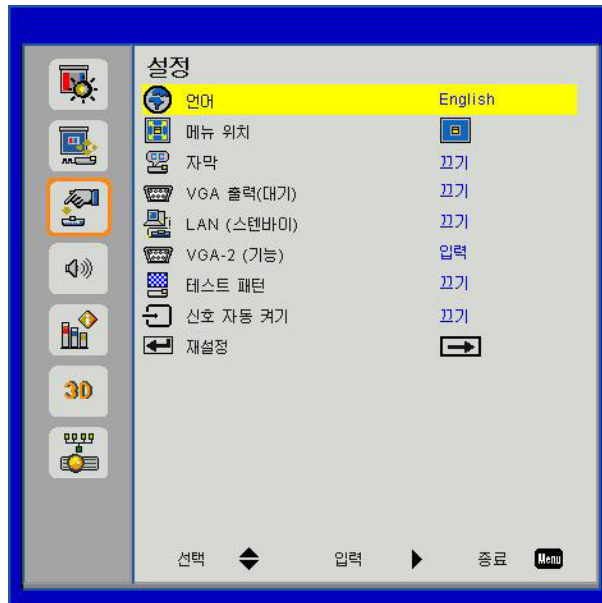 설정
언어 English
메뉴 위치
자막 끄기
VGA 출력(대기) 끄기
LAN (스텐바이) 끄기
VGA-2 (기능) 입력
테스트 패턴 끄기
신호 자동 켜기 끄기
재설정
3D
선택 입력 종료 Menu